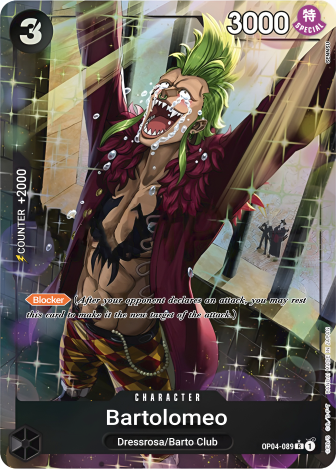 3
3000
特
SPECIAL
COUNTER +2000
Blocker (After your opponent declares an attack, you may rest
this card to make it the new target of the attack.)
CHARACTER
Bartolomeo
Dressrosa/Barto Club
OP04-089 R 1